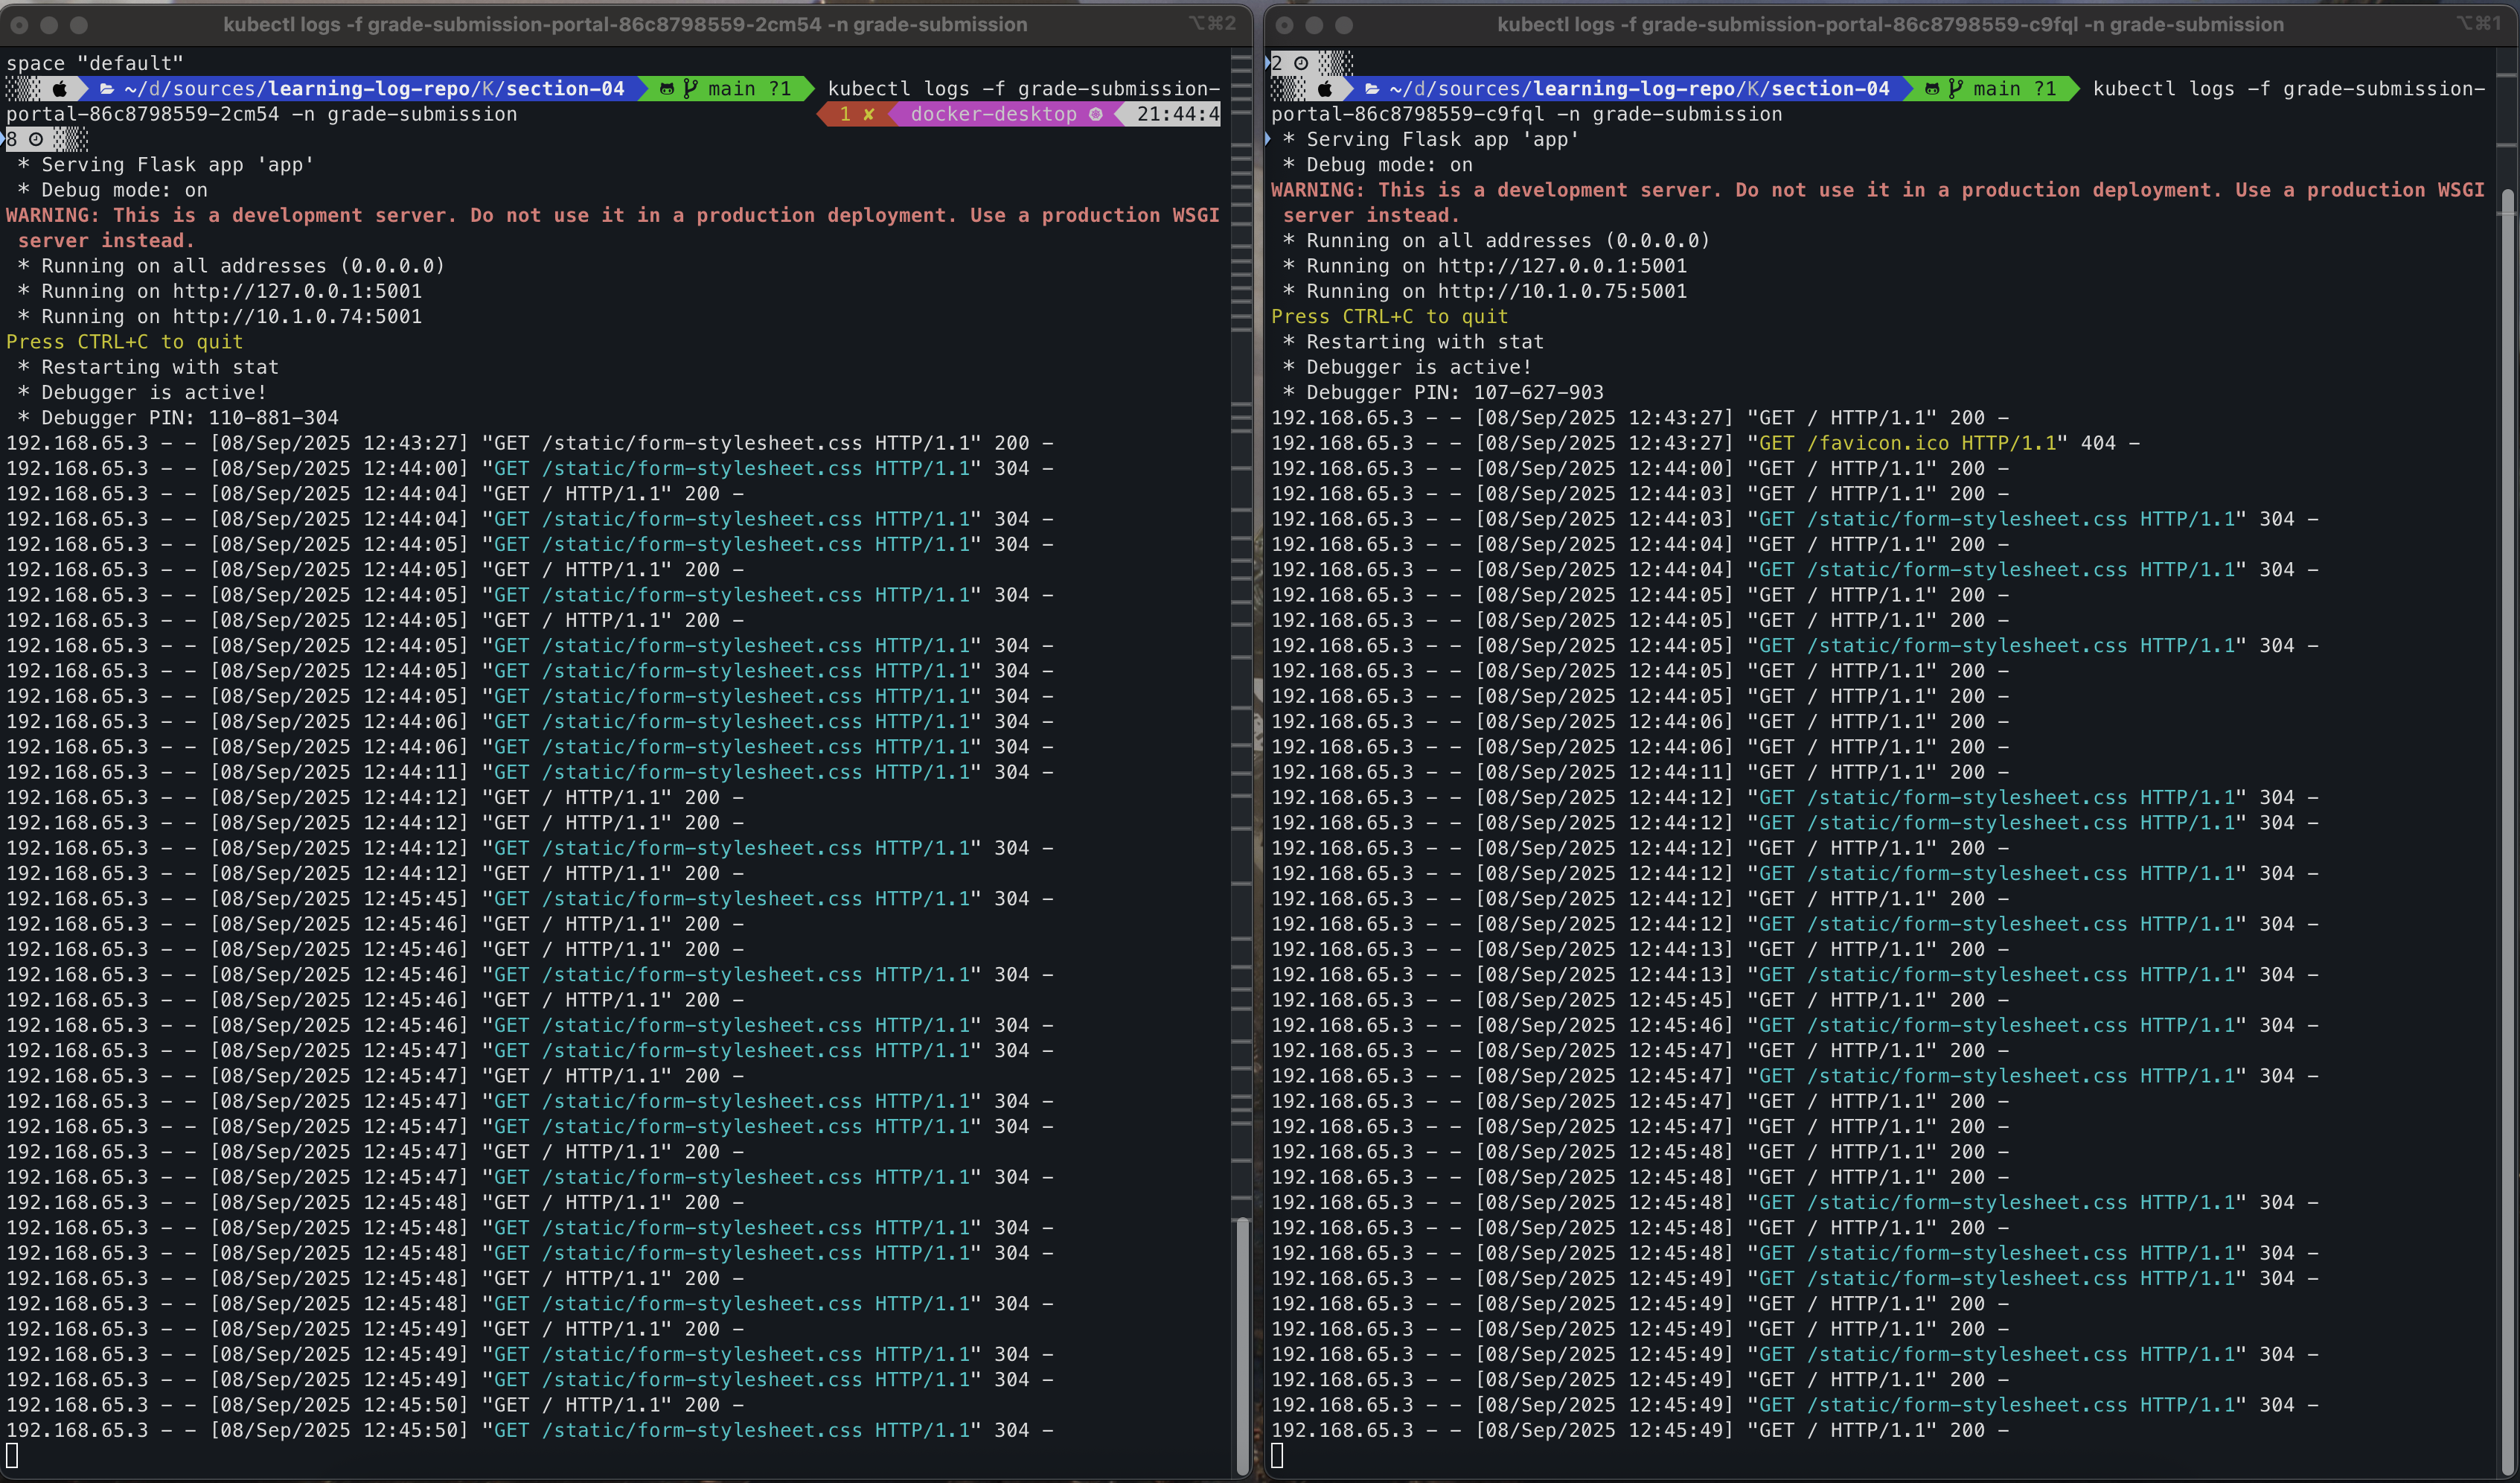 kubectl logs -f grade-submission-portal-86c8798559-2cm54 -n grade-submission
⌥⌘2
space "default"
~/d/sources/learning-log-repo/K/section-04 main ?1 kubectl logs -f grade-submission-
portal-86c8798559-2cm54 -n grade-submission 1 ✘ docker-desktop 21:44:4
8
* Serving Flask app 'app'
* Debug mode: on
WARNING: This is a development server. Do not use it in a production deployment. Use a production WSGI
server instead.
* Running on all addresses (0.0.0.0)
* Running on http://127.0.0.1:5001
* Running on http://10.1.0.74:5001
Press CTRL+C to quit
* Restarting with stat
* Debugger is active!
* Debugger PIN: 110-881-304
192.168.65.3 - - [08/Sep/2025 12:43:27] "GET /static/form-stylesheet.css HTTP/1.1" 200 -
192.168.65.3 - - [08/Sep/2025 12:44:00] "GET /static/form-stylesheet.css HTTP/1.1" 304 -
192.168.65.3 - - [08/Sep/2025 12:44:04] "GET / HTTP/1.1" 200 -
192.168.65.3 - - [08/Sep/2025 12:44:04] "GET /static/form-stylesheet.css HTTP/1.1" 304 -
192.168.65.3 - - [08/Sep/2025 12:44:05] "GET /static/form-stylesheet.css HTTP/1.1" 304 -
192.168.65.3 - - [08/Sep/2025 12:44:05] "GET / HTTP/1.1" 200 -
192.168.65.3 - - [08/Sep/2025 12:44:05] "GET /static/form-stylesheet.css HTTP/1.1" 304 -
192.168.65.3 - - [08/Sep/2025 12:44:05] "GET / HTTP/1.1" 200 -
192.168.65.3 - - [08/Sep/2025 12:44:05] "GET /static/form-stylesheet.css HTTP/1.1" 304 -
192.168.65.3 - - [08/Sep/2025 12:44:05] "GET /static/form-stylesheet.css HTTP/1.1" 304 -
192.168.65.3 - - [08/Sep/2025 12:44:05] "GET /static/form-stylesheet.css HTTP/1.1" 304 -
192.168.65.3 - - [08/Sep/2025 12:44:06] "GET /static/form-stylesheet.css HTTP/1.1" 304 -
192.168.65.3 - - [08/Sep/2025 12:44:06] "GET /static/form-stylesheet.css HTTP/1.1" 304 -
192.168.65.3 - - [08/Sep/2025 12:44:11] "GET /static/form-stylesheet.css HTTP/1.1" 304 -
192.168.65.3 - - [08/Sep/2025 12:44:12] "GET / HTTP/1.1" 200 -
192.168.65.3 - - [08/Sep/2025 12:44:12] "GET / HTTP/1.1" 200 -
192.168.65.3 - - [08/Sep/2025 12:44:12] "GET /static/form-stylesheet.css HTTP/1.1" 304 -
192.168.65.3 - - [08/Sep/2025 12:44:12] "GET / HTTP/1.1" 200 -
192.168.65.3 - - [08/Sep/2025 12:45:45] "GET /static/form-stylesheet.css HTTP/1.1" 304 -
192.168.65.3 - - [08/Sep/2025 12:45:46] "GET / HTTP/1.1" 200 -
192.168.65.3 - - [08/Sep/2025 12:45:46] "GET / HTTP/1.1" 200 -
192.168.65.3 - - [08/Sep/2025 12:45:46] "GET /static/form-stylesheet.css HTTP/1.1" 304 -
192.168.65.3 - - [08/Sep/2025 12:45:46] "GET / HTTP/1.1" 200 -
192.168.65.3 - - [08/Sep/2025 12:45:46] "GET /static/form-stylesheet.css HTTP/1.1" 304 -
192.168.65.3 - - [08/Sep/2025 12:45:47] "GET /static/form-stylesheet.css HTTP/1.1" 304 -
192.168.65.3 - - [08/Sep/2025 12:45:47] "GET / HTTP/1.1" 200 -
192.168.65.3 - - [08/Sep/2025 12:45:47] "GET /static/form-stylesheet.css HTTP/1.1" 304 -
192.168.65.3 - - [08/Sep/2025 12:45:47] "GET /static/form-stylesheet.css HTTP/1.1" 304 -
192.168.65.3 - - [08/Sep/2025 12:45:47] "GET / HTTP/1.1" 200 -
192.168.65.3 - - [08/Sep/2025 12:45:47] "GET /static/form-stylesheet.css HTTP/1.1" 304 -
192.168.65.3 - - [08/Sep/2025 12:45:48] "GET / HTTP/1.1" 200 -
192.168.65.3 - - [08/Sep/2025 12:45:48] "GET /static/form-stylesheet.css HTTP/1.1" 304 -
192.168.65.3 - - [08/Sep/2025 12:45:48] "GET /static/form-stylesheet.css HTTP/1.1" 304 -
192.168.65.3 - - [08/Sep/2025 12:45:48] "GET / HTTP/1.1" 200 -
192.168.65.3 - - [08/Sep/2025 12:45:48] "GET /static/form-stylesheet.css HTTP/1.1" 304 -
192.168.65.3 - - [08/Sep/2025 12:45:49] "GET / HTTP/1.1" 200 -
192.168.65.3 - - [08/Sep/2025 12:45:49] "GET /static/form-stylesheet.css HTTP/1.1" 304 -
192.168.65.3 - - [08/Sep/2025 12:45:49] "GET /static/form-stylesheet.css HTTP/1.1" 304 -
192.168.65.3 - - [08/Sep/2025 12:45:50] "GET / HTTP/1.1" 200 -
192.168.65.3 - - [08/Sep/2025 12:45:50] "GET /static/form-stylesheet.css HTTP/1.1" 304 -
kubectl logs -f grade-submission-portal-86c8798559-c9fql -n grade-submission
⌥⌘1
2
~/d/sources/learning-log-repo/K/section-04 main ?1 kubectl logs -f grade-submission-
portal-86c8798559-c9fql -n grade-submission
* Serving Flask app 'app'
* Debug mode: on
WARNING: This is a development server. Do not use it in a production deployment. Use a production WSGI
server instead.
* Running on all addresses (0.0.0.0)
* Running on http://127.0.0.1:5001
* Running on http://10.1.0.75:5001
Press CTRL+C to quit
* Restarting with stat
* Debugger is active!
* Debugger PIN: 107-627-903
192.168.65.3 - - [08/Sep/2025 12:43:27] "GET / HTTP/1.1" 200 -
192.168.65.3 - - [08/Sep/2025 12:43:27] "GET /favicon.ico HTTP/1.1" 404 -
192.168.65.3 - - [08/Sep/2025 12:44:00] "GET / HTTP/1.1" 200 -
192.168.65.3 - - [08/Sep/2025 12:44:03] "GET / HTTP/1.1" 200 -
192.168.65.3 - - [08/Sep/2025 12:44:03] "GET /static/form-stylesheet.css HTTP/1.1" 304 -
192.168.65.3 - - [08/Sep/2025 12:44:04] "GET / HTTP/1.1" 200 -
192.168.65.3 - - [08/Sep/2025 12:44:04] "GET /static/form-stylesheet.css HTTP/1.1" 304 -
192.168.65.3 - - [08/Sep/2025 12:44:05] "GET / HTTP/1.1" 200 -
192.168.65.3 - - [08/Sep/2025 12:44:05] "GET / HTTP/1.1" 200 -
192.168.65.3 - - [08/Sep/2025 12:44:05] "GET /static/form-stylesheet.css HTTP/1.1" 304 -
192.168.65.3 - - [08/Sep/2025 12:44:05] "GET / HTTP/1.1" 200 -
192.168.65.3 - - [08/Sep/2025 12:44:05] "GET / HTTP/1.1" 200 -
192.168.65.3 - - [08/Sep/2025 12:44:06] "GET / HTTP/1.1" 200 -
192.168.65.3 - - [08/Sep/2025 12:44:06] "GET / HTTP/1.1" 200 -
192.168.65.3 - - [08/Sep/2025 12:44:11] "GET / HTTP/1.1" 200 -
192.168.65.3 - - [08/Sep/2025 12:44:12] "GET /static/form-stylesheet.css HTTP/1.1" 304 -
192.168.65.3 - - [08/Sep/2025 12:44:12] "GET /static/form-stylesheet.css HTTP/1.1" 304 -
192.168.65.3 - - [08/Sep/2025 12:44:12] "GET / HTTP/1.1" 200 -
192.168.65.3 - - [08/Sep/2025 12:44:12] "GET /static/form-stylesheet.css HTTP/1.1" 304 -
192.168.65.3 - - [08/Sep/2025 12:44:12] "GET / HTTP/1.1" 200 -
192.168.65.3 - - [08/Sep/2025 12:44:12] "GET /static/form-stylesheet.css HTTP/1.1" 304 -
192.168.65.3 - - [08/Sep/2025 12:44:13] "GET / HTTP/1.1" 200 -
192.168.65.3 - - [08/Sep/2025 12:44:13] "GET /static/form-stylesheet.css HTTP/1.1" 304 -
192.168.65.3 - - [08/Sep/2025 12:45:45] "GET / HTTP/1.1" 200 -
192.168.65.3 - - [08/Sep/2025 12:45:46] "GET /static/form-stylesheet.css HTTP/1.1" 304 -
192.168.65.3 - - [08/Sep/2025 12:45:47] "GET / HTTP/1.1" 200 -
192.168.65.3 - - [08/Sep/2025 12:45:47] "GET /static/form-stylesheet.css HTTP/1.1" 304 -
192.168.65.3 - - [08/Sep/2025 12:45:47] "GET / HTTP/1.1" 200 -
192.168.65.3 - - [08/Sep/2025 12:45:47] "GET / HTTP/1.1" 200 -
192.168.65.3 - - [08/Sep/2025 12:45:48] "GET / HTTP/1.1" 200 -
192.168.65.3 - - [08/Sep/2025 12:45:48] "GET / HTTP/1.1" 200 -
192.168.65.3 - - [08/Sep/2025 12:45:48] "GET /static/form-stylesheet.css HTTP/1.1" 304 -
192.168.65.3 - - [08/Sep/2025 12:45:48] "GET / HTTP/1.1" 200 -
192.168.65.3 - - [08/Sep/2025 12:45:48] "GET /static/form-stylesheet.css HTTP/1.1" 304 -
192.168.65.3 - - [08/Sep/2025 12:45:49] "GET /static/form-stylesheet.css HTTP/1.1" 304 -
192.168.65.3 - - [08/Sep/2025 12:45:49] "GET / HTTP/1.1" 200 -
192.168.65.3 - - [08/Sep/2025 12:45:49] "GET / HTTP/1.1" 200 -
192.168.65.3 - - [08/Sep/2025 12:45:49] "GET /static/form-stylesheet.css HTTP/1.1" 304 -
192.168.65.3 - - [08/Sep/2025 12:45:49] "GET / HTTP/1.1" 200 -
192.168.65.3 - - [08/Sep/2025 12:45:49] "GET /static/form-stylesheet.css HTTP/1.1" 304 -
192.168.65.3 - - [08/Sep/2025 12:45:49] "GET / HTTP/1.1" 200 -